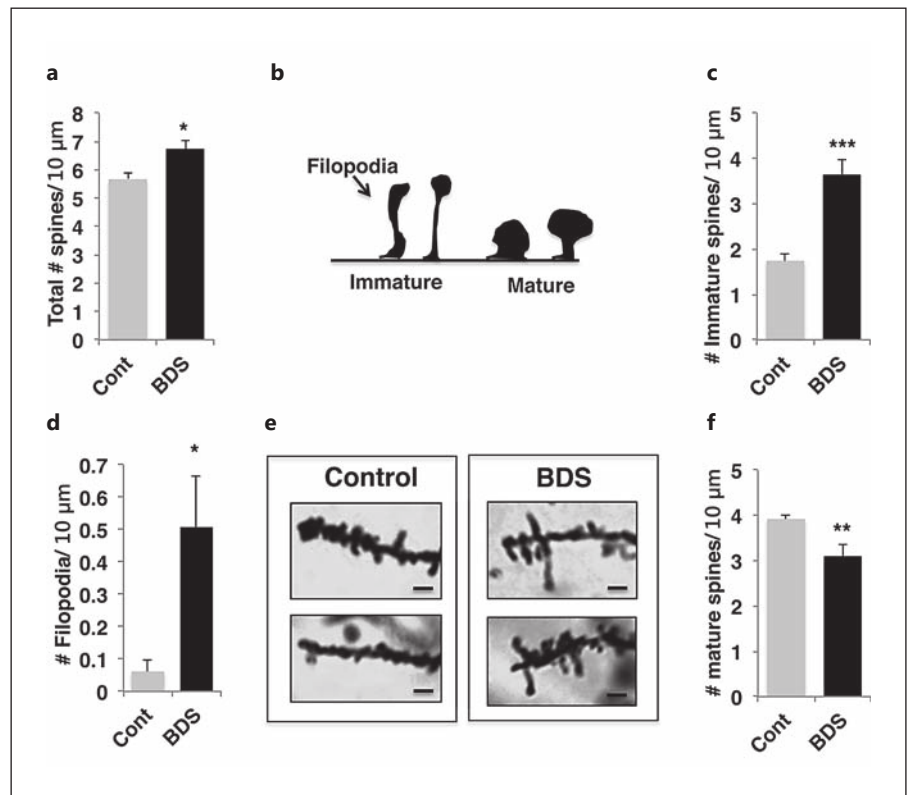 a
Total # spines/ 10 µm
8
7
6
5
4
3
2
1
0
*
Cont
BDS
b
Filopodia
Immature
Mature
c
# Immature spines/ 10 µm
5
4
3
2
1
0
***
Cont
BDS
d
# Filopodia/ 10 µm
0.7
0.6
0.5
0.4
0.3
0.2
0.1
0
*
Cont
BDS
e
Control
BDS
f
# mature spines/ 10 µm
5
4
3
2
1
0
**
Cont
BDS